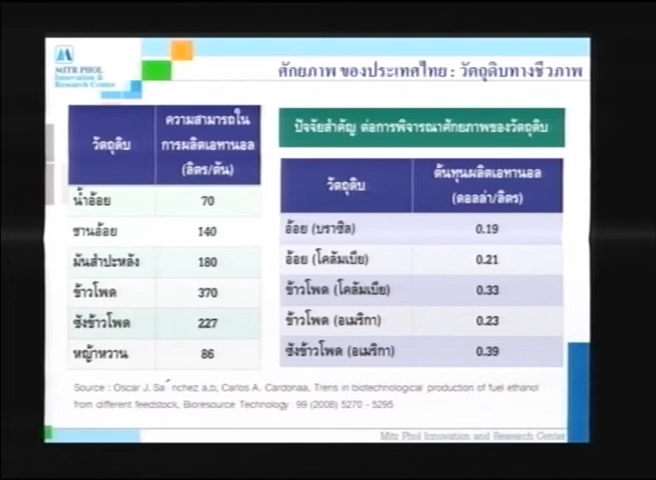 MITR PHOL
Innovation &
Research Center
ศักยภาพ ของประเทศไทย : วัตถุดิบทางชีวภาพ
วัตถุดิบ ความสามารถในการผลิตเอทานอล (ลิตร/ตัน)
น้ำอ้อย 70
ชานอ้อย 140
มันสำปะหลัง 180
ข้าวโพด 370
ซังข้าวโพด 227
หญ้าหวาน 86
ปัจจัยสำคัญ ต่อการพิจารณาศักยภาพของวัตถุดิบ
วัตถุดิบ ต้นทุนผลิตเอทานอล (ดอลล่า/ลิตร)
อ้อย (บราซิล) 0.19
อ้อย (โคลัมเบีย) 0.21
ข้าวโพด (โคลัมเบีย) 0.33
ข้าวโพด (อเมริกา) 0.23
ซังข้าวโพด (อเมริกา) 0.39
Source : Oscar J. Sa´nchez a,b, Carlos A. Cardonaa, Trens in biotechnological production of fuel ethanol
from different feedstock, Bioresource Technology 99 (2008) 5270 - 5295
Mitr Phol Innovation and Research Center